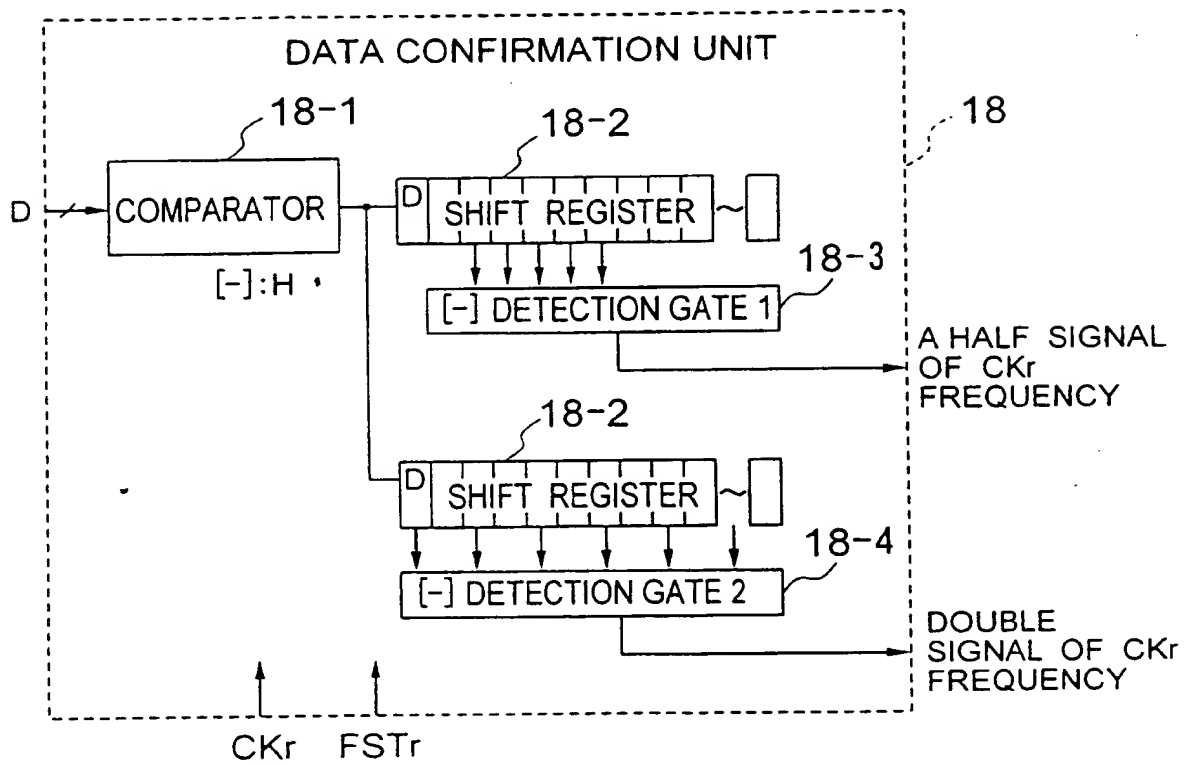 DATA CONFIRMATION UNIT
18-1
18-2
18
D
COMPARATOR
D
SHIFT REGISTER
[-]:H
18-3
[-] DETECTION GATE 1
A HALF SIGNAL
OF CKr
FREQUENCY
18-2
D
SHIFT REGISTER
18-4
[-] DETECTION GATE 2
DOUBLE
SIGNAL OF CKr
FREQUENCY
CKr
FSTr